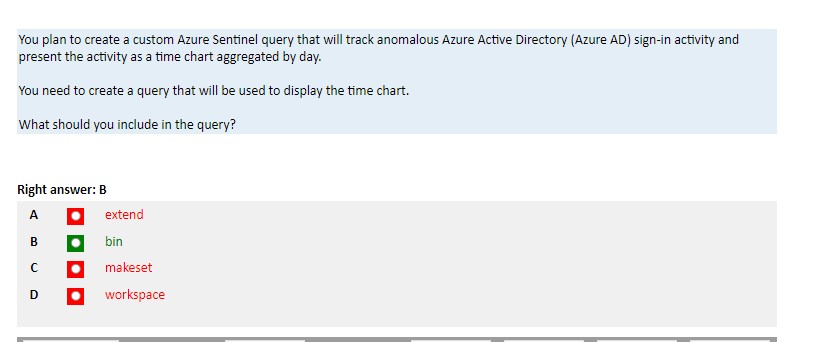 You plan to create a custom Azure Sentinel query that will track anomalous Azure Active Directory (Azure AD) sign-in activity and
present the activity as a time chart aggregated by day.
You need to create a query that will be used to display the time chart.
What should you include in the query?
Right answer: B
A extend
B bin
C makeset
D workspace